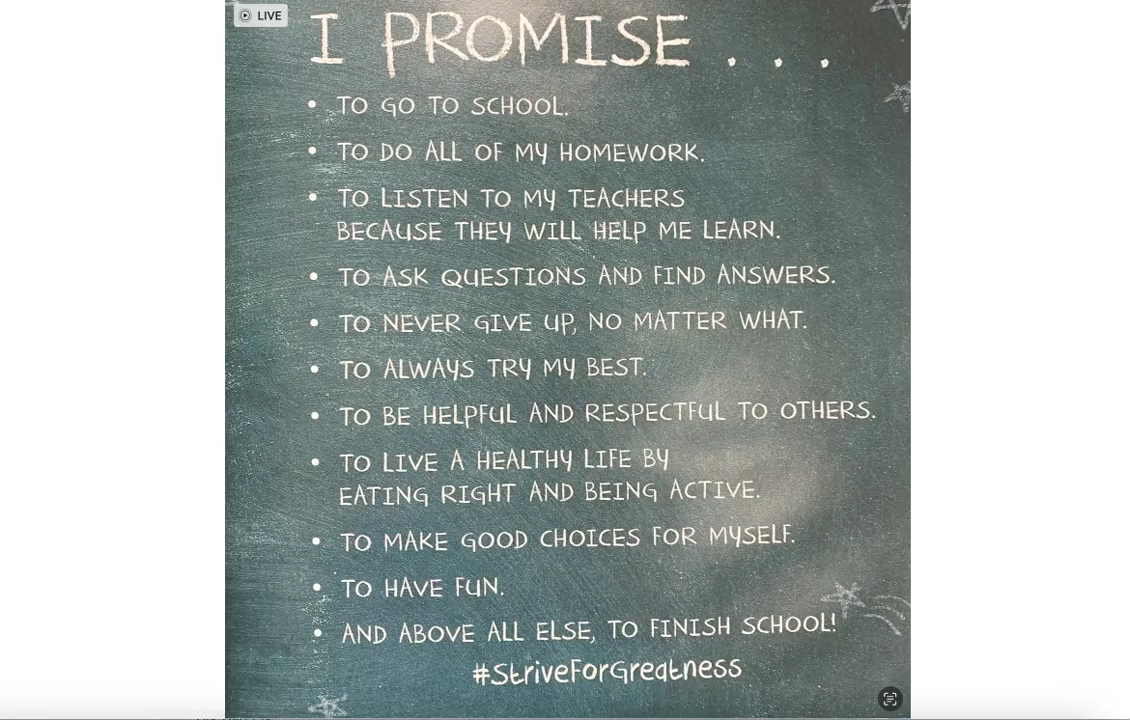 LIVE
I PROMISE . . .
• TO GO TO SCHOOL.
• TO DO ALL OF MY HOMEWORK.
• TO LISTEN TO MY TEACHERS
BECAUSE THEY WILL HELP ME LEARN.
• TO ASK QUESTIONS AND FIND ANSWERS.
• TO NEVER GIVE UP, NO MATTER WHAT.
• TO ALWAYS TRY MY BEST.
• TO BE HELPFUL AND RESPECTFUL TO OTHERS.
• TO LIVE A HEALTHY LIFE BY
EATING RIGHT AND BEING ACTIVE.
• TO MAKE GOOD CHOICES FOR MYSELF.
• TO HAVE FUN.
• AND ABOVE ALL ELSE, TO FINISH SCHOOL!
#StriveForGreatness